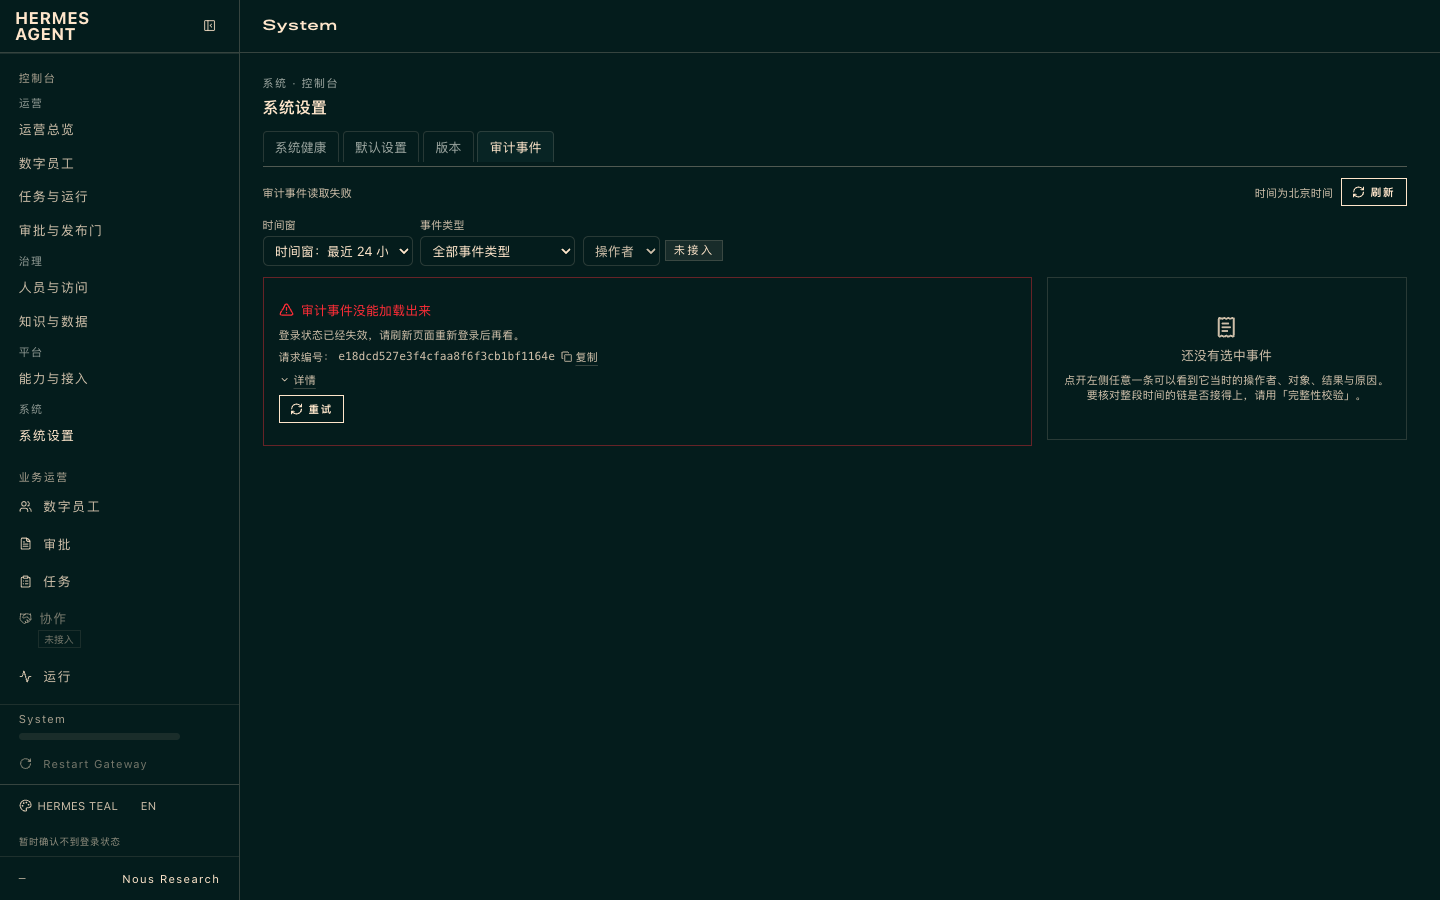 HERMES
AGENT
控制台
运营
运营总览
数字员工
任务与运行
审批与发布门
治理
人员与访问
知识与数据
平台
能力与接入
系统
系统设置
业务运营
数字员工
审批
任务
协作
未接入
运行
System
Restart Gateway
HERMES TEAL EN
暂时确认不到登录状态
– Nous Research
System
系统 · 控制台
系统设置
系统健康 默认设置 版本 审计事件
审计事件读取失败 时间为北京时间 刷新
时间窗 事件类型
时间窗：最近 24 小 全部事件类型 操作者 未接入
审计事件没能加载出来
登录状态已经失效，请刷新页面重新登录后再看。
请求编号： e18dcd527e3f4cfaa8f6f3cb1bf1164e 复制
详情
重试
还没有选中事件
点开左侧任意一条可以看到它当时的操作者、对象、结果与原因。
要核对整段时间的链是否接得上，请用「完整性校验」。